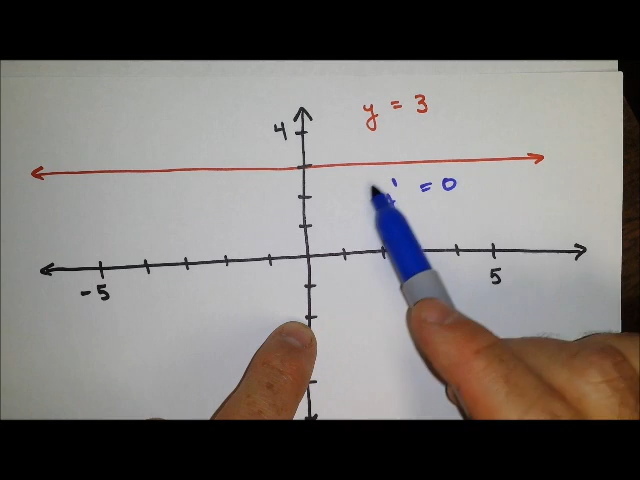 y = 3
4
' = 0
-5
5